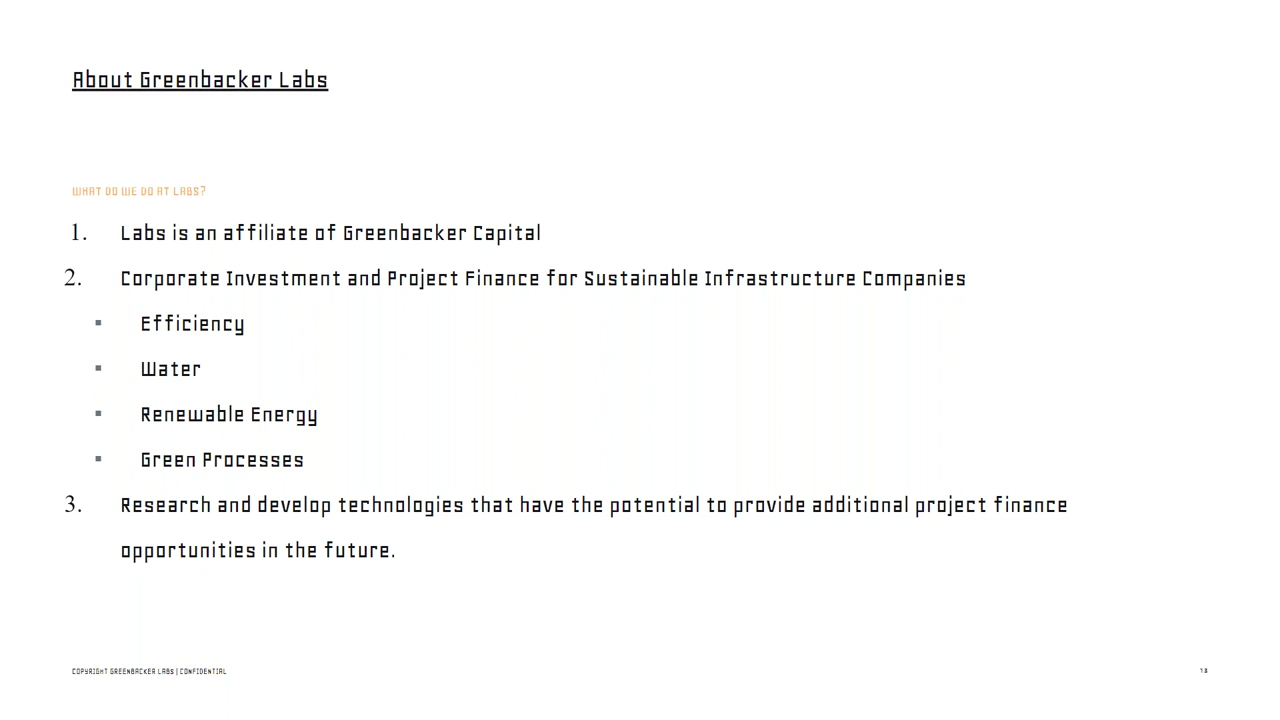 About Greenbacker Labs
WHAT DO WE DO AT LABS?
1. Labs is an affiliate of Greenbacker Capital
2. Corporate Investment and Project Finance for Sustainable Infrastructure Companies
▪ Efficiency
▪ Water
▪ Renewable Energy
▪ Green Processes
3. Research and develop technologies that have the potential to provide additional project finance
opportunities in the future.
COPYRIGHT GREENBACKER LABS | CONFIDENTIAL